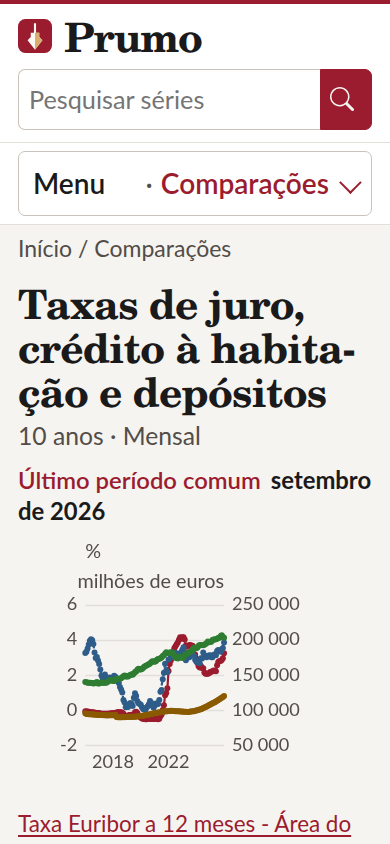 Prumo
Pesquisar séries
Menu · Comparações
Início / Comparações
Taxas de juro,
crédito à habita-
ção e depósitos
10 anos · Mensal
Último período comum setembro
de 2026
%
milhões de euros
6 250 000
4 200 000
2 150 000
0 100 000
-2 50 000
2018 2022
Taxa Euribor a 12 meses - Área do